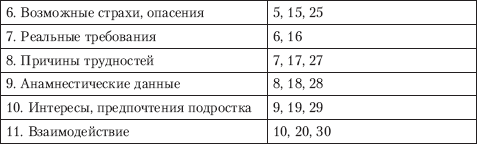 6. Возможные страхи, опасения 5, 15, 25
7. Реальные требования 6, 16
8. Причины трудностей 7, 17, 27
9. Анамнестические данные 8, 18, 28
10. Интересы, предпочтения подростка 9, 19, 29
11. Взаимодействие 10, 20, 30